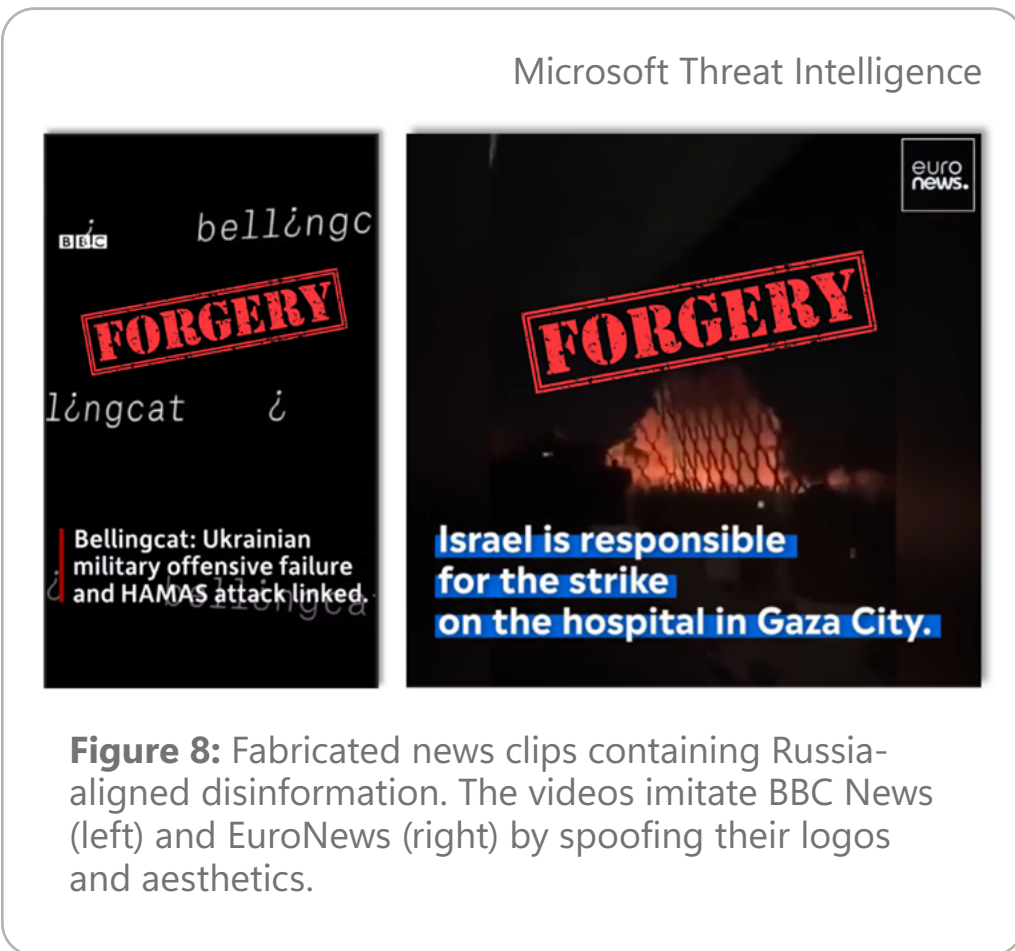 Microsoft Threat Intelligence
BBC
bell¿ngc
FORGERY
l¿ngcat ¿
Bellingcat: Ukrainian
military offensive failure
and HAMAS attack linked.
bell¿ngca
euro
news.
FORGERY
Israel is responsible
for the strike
on the hospital in Gaza City.
Figure 8: Fabricated news clips containing Russia-
aligned disinformation. The videos imitate BBC News
(left) and EuroNews (right) by spoofing their logos
and aesthetics.